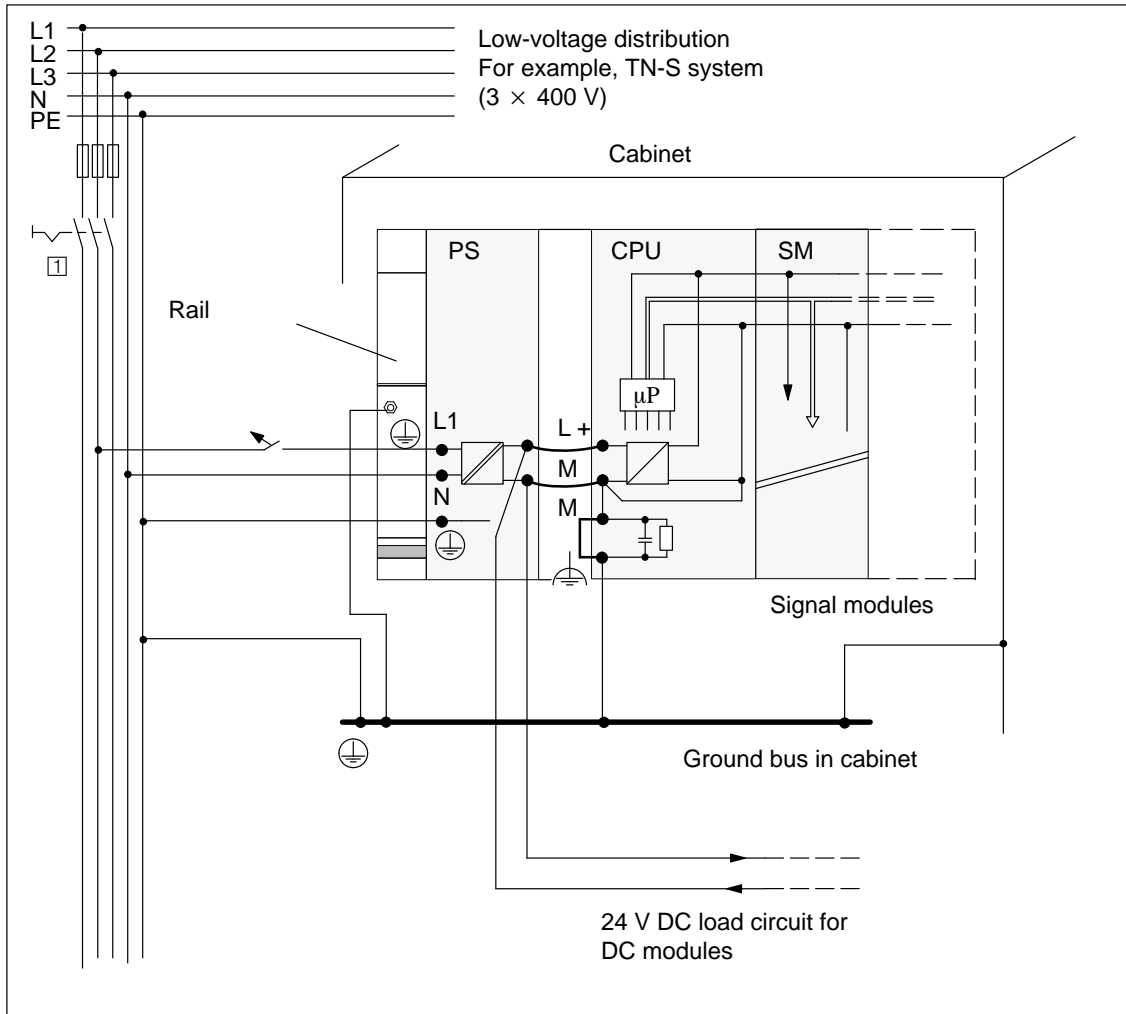 L1
L2
L3
N
PE
Low-voltage distribution
For example, TN-S system
(3 × 400 V)
Cabinet
1
PS
CPU
SM
Rail
µP
L1
L +
M
N
M
Signal modules
Ground bus in cabinet
24 V DC load circuit for
DC modules